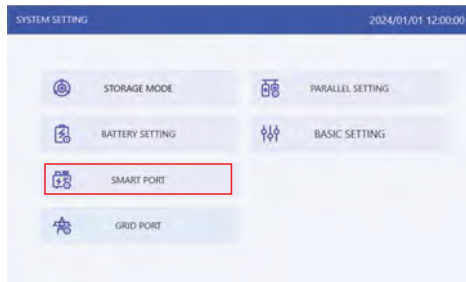 SYSTEM SETTING 2024/01/01 12:00:00
STORAGE MODE PARALLEL SETTING
BATTERY SETTING BASIC SETTING
SMART PORT
GRID PORT